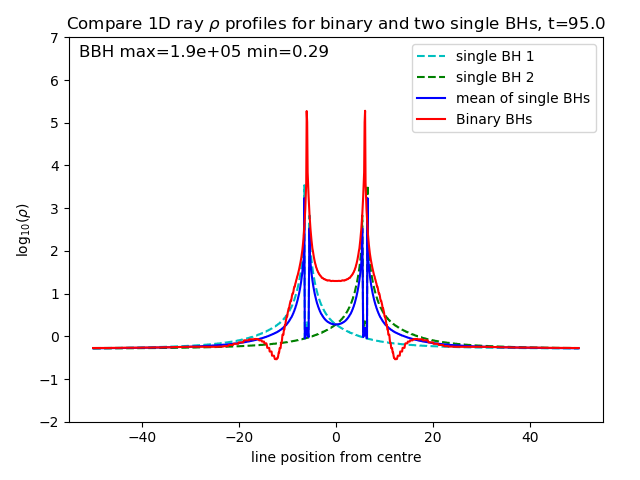 Compare 1D ray ρ profiles for binary and two single BHs, t=95.0
BBH max=1.9e+05 min=0.29
single BH 1
single BH 2
mean of single BHs
Binary BHs
7
6
5
4
3
2
1
0
−1
−2
log₁₀(ρ)
−40 −20 0 20 40
line position from centre